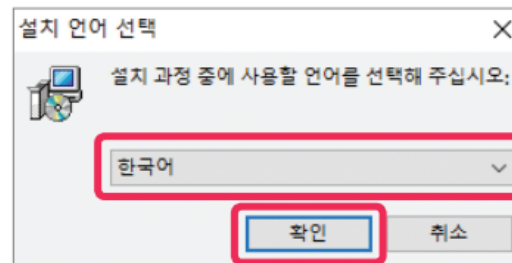 설치 언어 선택
설치 과정 중에 사용할 언어를 선택해 주십시오:
한국어
확인 취소